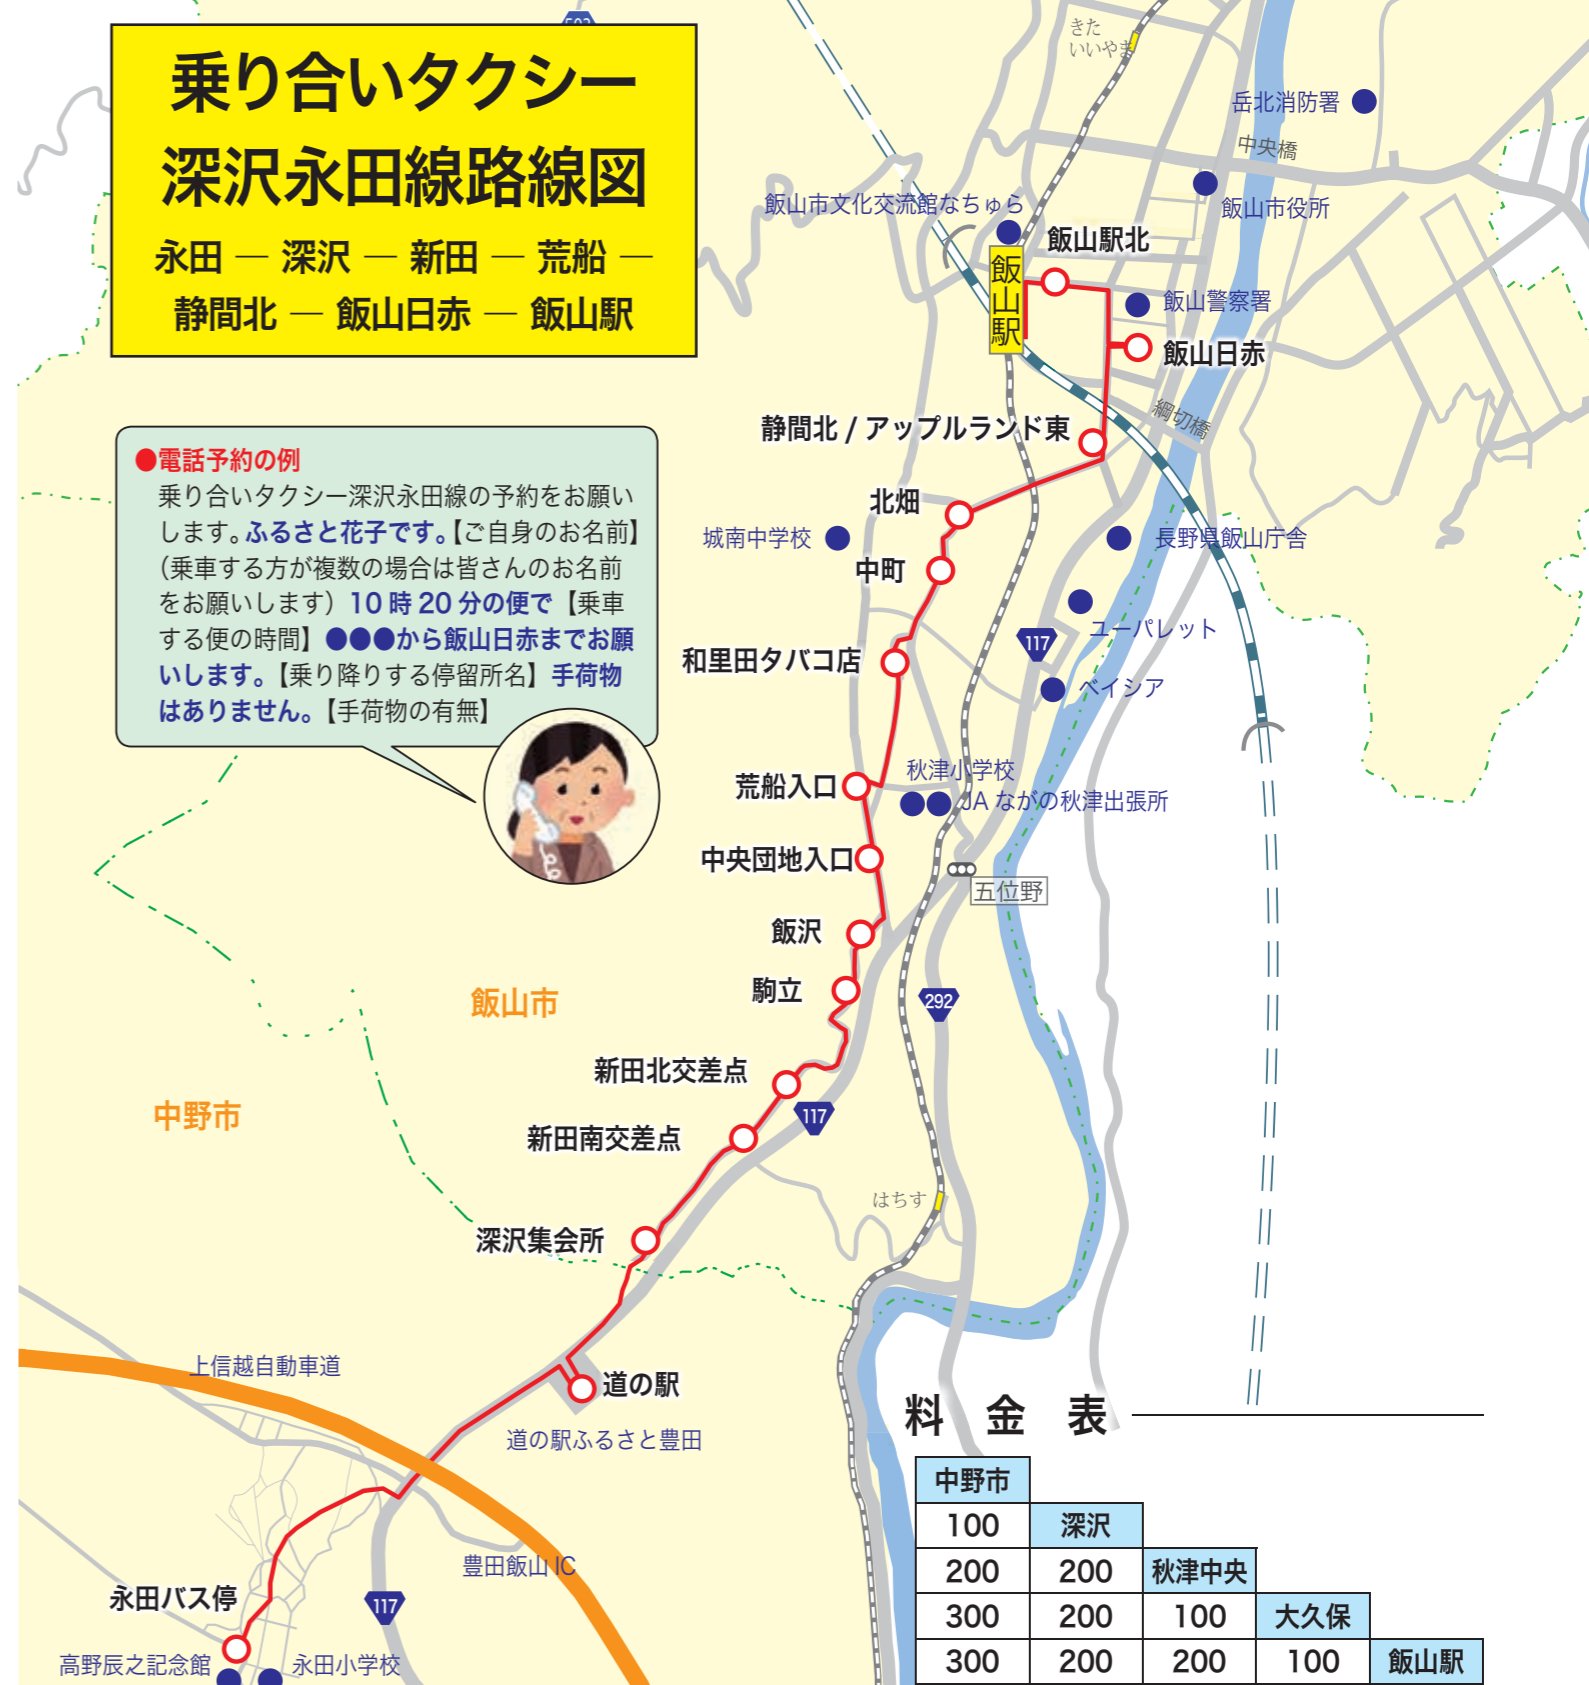 乗り合いタクシー
深沢永田線路線図
永田 ― 深沢 ― 新田 ― 荒船 ―
静間北 ― 飯山日赤 ― 飯山駅
きた
いいやま
岳北消防署
中央橋
飯山市文化交流館なちゅら
飯山市役所
飯山駅北
飯山駅
飯山警察署
飯山日赤
綱切橋
静間北 / アップルランド東
●電話予約の例
乗り合いタクシー深沢永田線の予約をお願い
します。ふるさと花子です。【ご自身のお名前】
（乗車する方が複数の場合は皆さんのお名前
をお願いします）10 時 20 分の便で【乗車
する便の時間】●●●から飯山日赤までお願
いします。【乗り降りする停留所名】手荷物
はありません。【手荷物の有無】
北畑
城南中学校
長野県飯山庁舎
中町
ユーパレット
117
和里田タバコ店
ベイシア
秋津小学校
荒船入口
JA ながの秋津出張所
中央団地入口
五位野
飯沢
駒立
飯山市
292
新田北交差点
中野市
117
新田南交差点
はちす
深沢集会所
上信越自動車道
道の駅
道の駅ふるさと豊田
豊田飯山 IC
永田バス停
117
高野辰之記念館
永田小学校
料 金 表
中野市
100 深沢
200 200 秋津中央
300 200 100 大久保
300 200 200 100 飯山駅